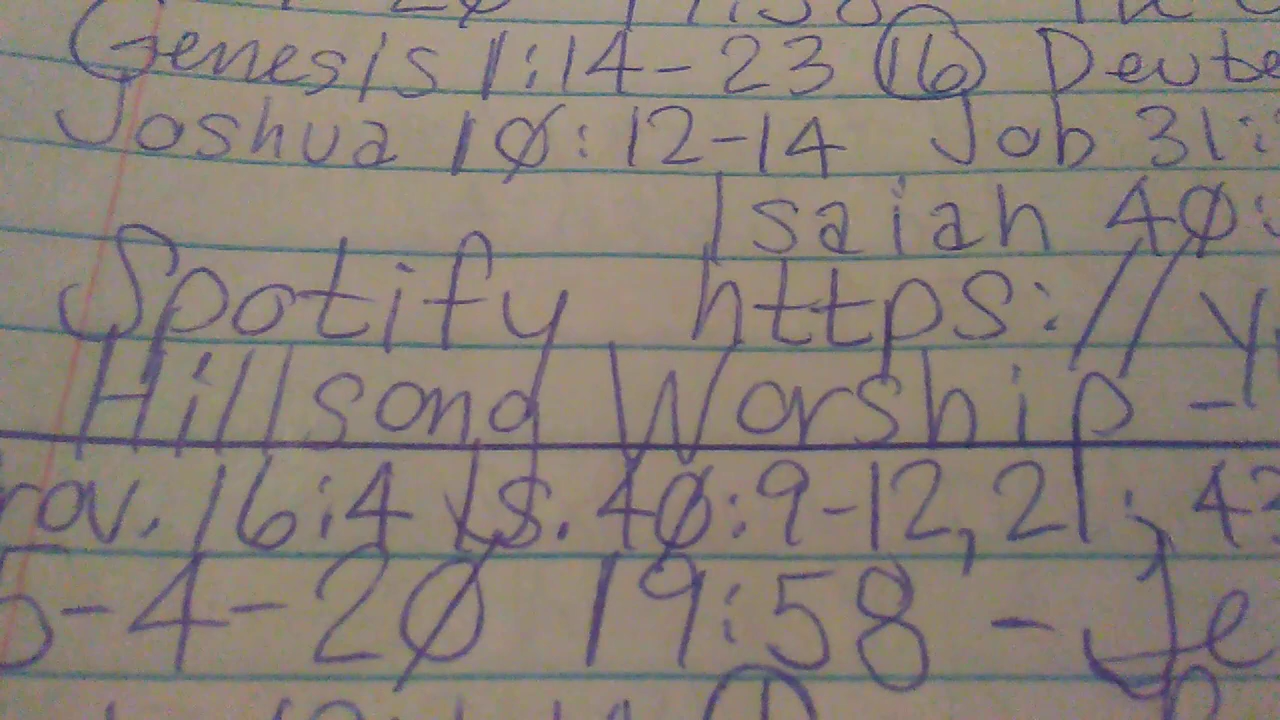 Genesis 1:14-23 (16) Deute
Joshua 10:12-14 Job 31:
Isaiah 40:
Spotify https://y
Hillsong Worship -
rov. 16:4 Is. 40:9-12, 21; 43
5-4-20 19:58 - Je